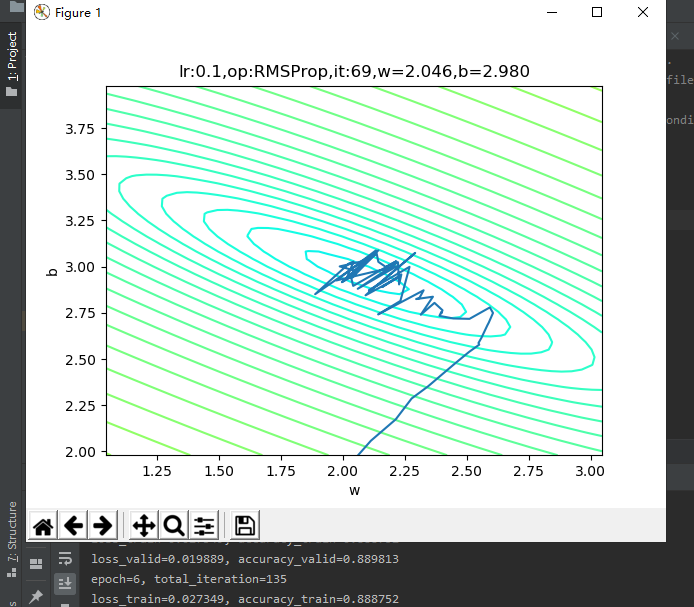 Figure 1
1: Project
file
ondi
lr:0.1,op:RMSProp,it:69,w=2.046,b=2.980
3.75
3.50
3.25
3.00
b
2.75
2.50
2.25
2.00
1.25 1.50 1.75 2.00 2.25 2.50 2.75 3.00
w
7: Structure
loss_valid=0.019889, accuracy_valid=0.889813
epoch=6, total_iteration=135
loss_train=0.027349, accuracy_train=0.888752